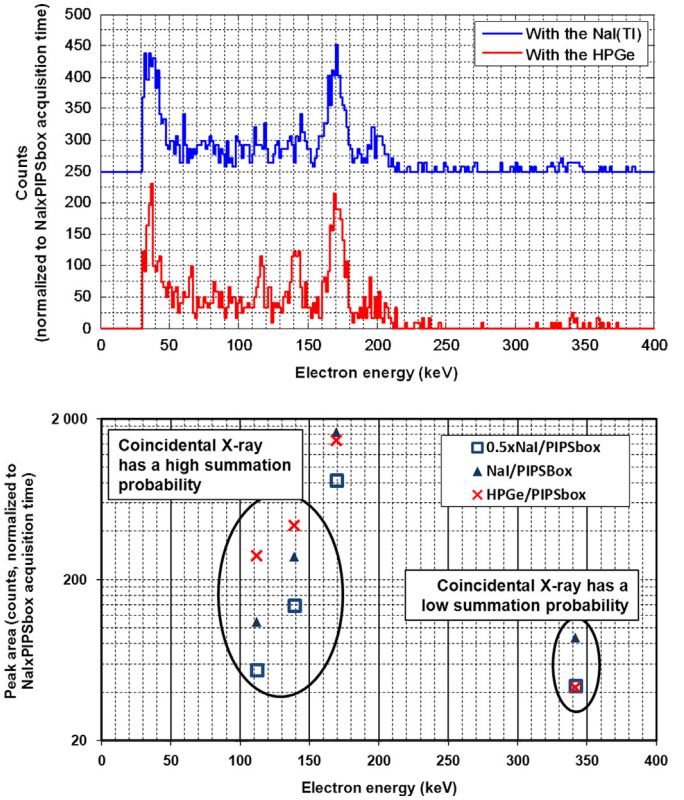 500
450
400
350
300
250
200
150
100
50
0
Counts
(normalized to NaIxPIPSbox acquisition time)
With the NaI(Tl)
With the HPGe
0 50 100 150 200 250 300 350 400
Electron energy (keV)
2 000
200
20
Peak area (counts, normalized to
NaIxPIPSbox acquisition time)
Coincidental X-ray
has a high summation
probability
0.5xNaI/PIPSbox
NaI/PIPSBox
HPGe/PIPSbox
Coincidental X-ray has a
low summation probability
0 50 100 150 200 250 300 350 400
Electron energy (keV)